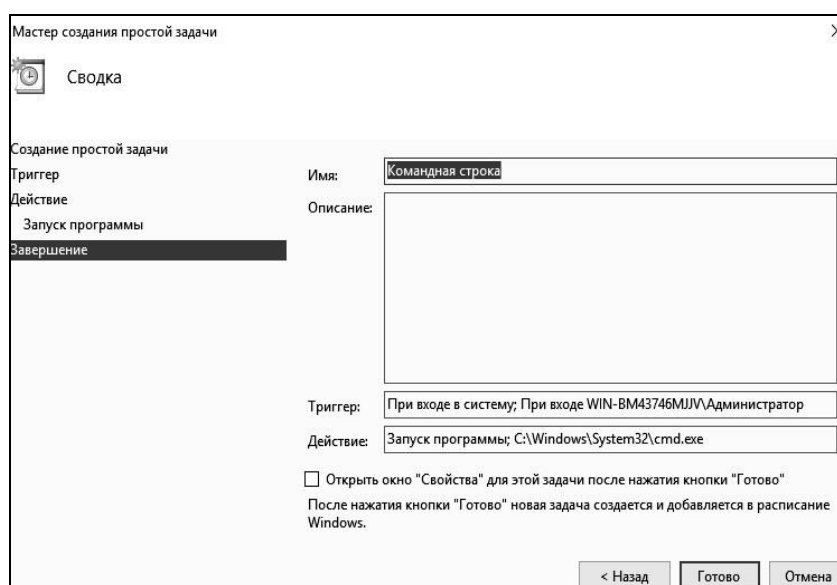 Мастер создания простой задачи
Сводка
Создание простой задачи
Триггер
Действие
Запуск программы
Завершение
Имя:
Командная строка
Описание:
Триггер:
При входе в систему; При входе WIN-BM43746MJJV\Администратор
Действие:
Запуск программы; C:\Windows\System32\cmd.exe
Открыть окно "Свойства" для этой задачи после нажатия кнопки "Готово"
После нажатия кнопки "Готово" новая задача создается и добавляется в расписание
Windows.
< Назад
Готово
Отмена